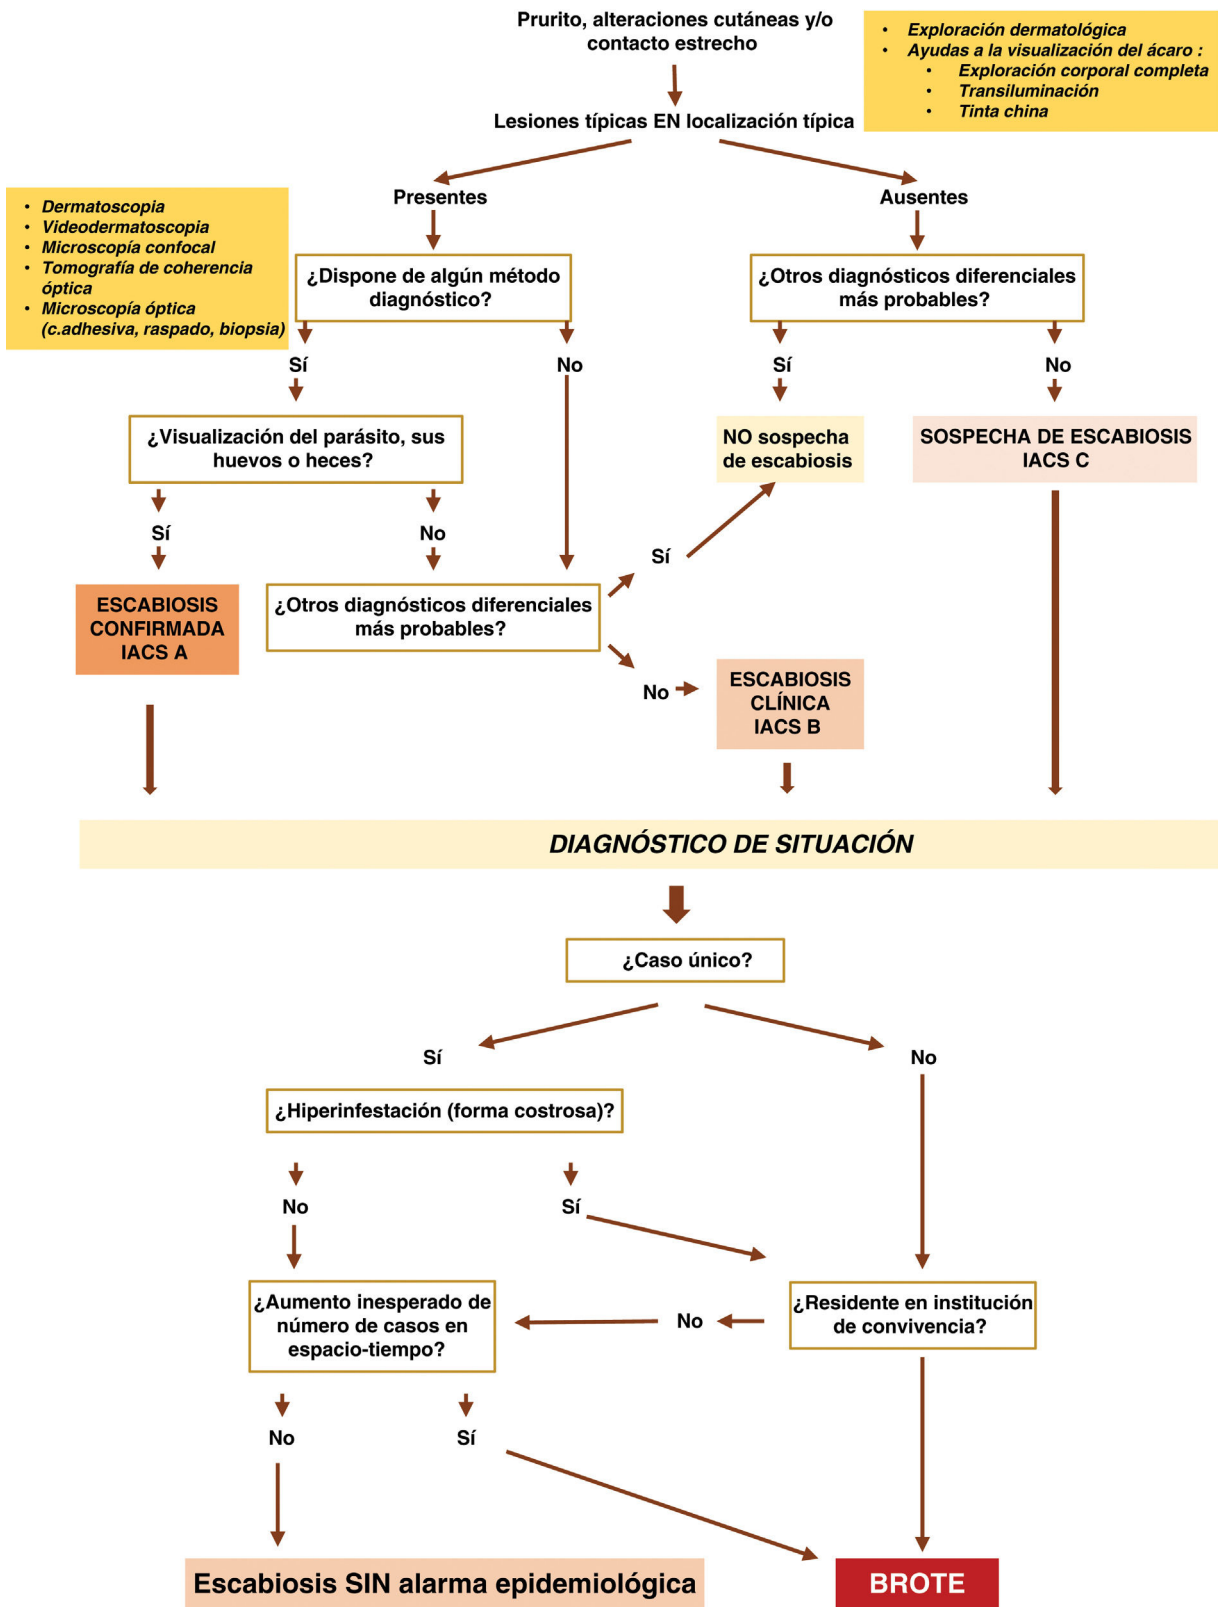 Prurito, alteraciones cutáneas y/o
contacto estrecho
• Exploración dermatológica
• Ayudas a la visualización del ácaro :
• Exploración corporal completa
• Transiluminación
• Tinta china
Lesiones típicas EN localización típica
Presentes
Ausentes
• Dermatoscopia
• Videodermatoscopia
• Microscopía confocal
• Tomografía de coherencia
óptica
• Microscopía óptica
(c.adhesiva, raspado, biopsia)
¿Dispone de algún método
diagnóstico?
¿Otros diagnósticos diferenciales
más probables?
Sí
No
Sí
No
¿Visualización del parásito, sus
huevos o heces?
NO sospecha
de escabiosis
SOSPECHA DE ESCABIOSIS
IACS C
Sí
No
Sí
ESCABIOSIS
CONFIRMADA
IACS A
¿Otros diagnósticos diferenciales
más probables?
No
ESCABIOSIS
CLÍNICA
IACS B
DIAGNÓSTICO DE SITUACIÓN
¿Caso único?
Sí
No
¿Hiperinfestación (forma costrosa)?
No
Sí
¿Aumento inesperado de
número de casos en
espacio-tiempo?
No
¿Residente en institución
de convivencia?
No
Sí
Escabiosis SIN alarma epidemiológica
BROTE